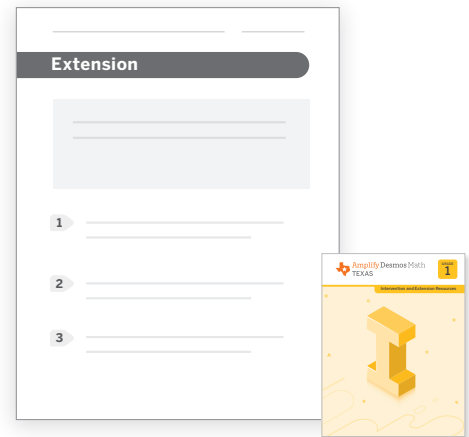 Extension
1
2
3
Amplify Desmos Math
TEXAS
GRADE
1
Intervention and Extension Resources